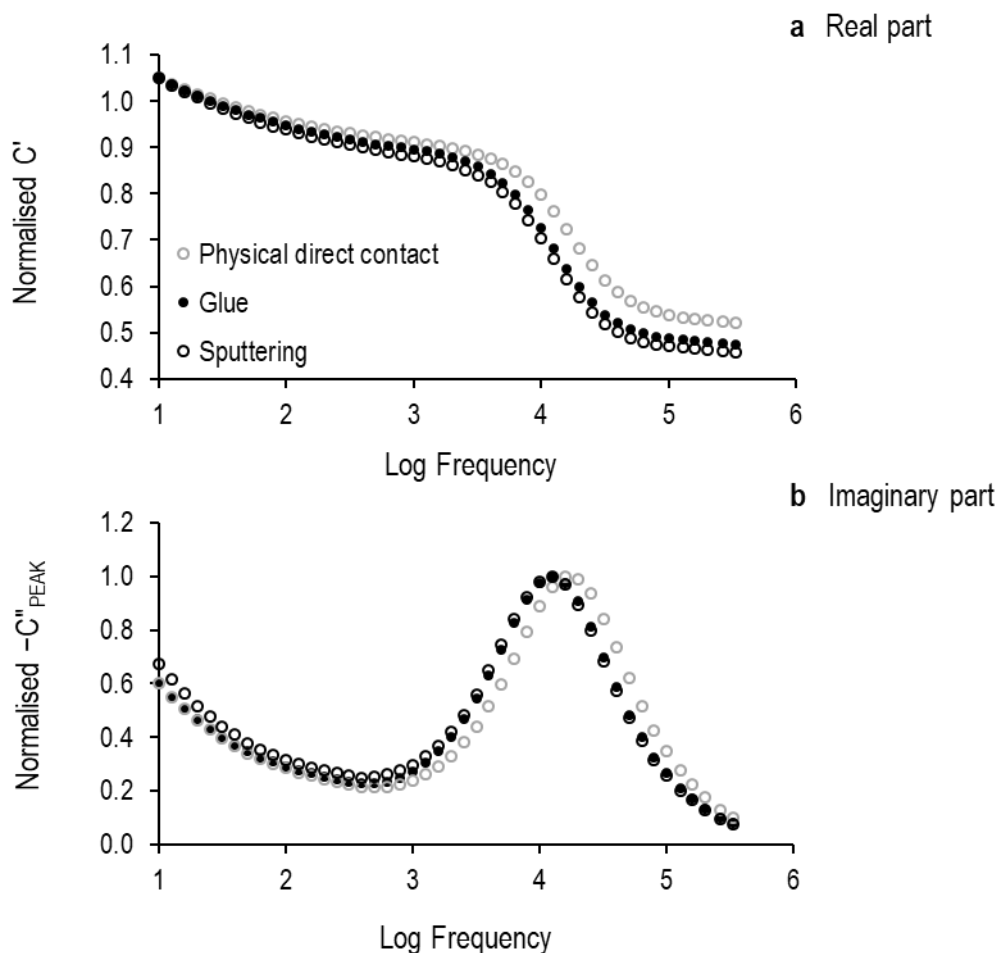 a Real part
1.1
1.0
0.9
0.8
0.7
0.6
0.5
0.4
Normalised C'
Physical direct contact
Glue
Sputtering
1 2 3 4 5 6
Log Frequency
b Imaginary part
1.2
1.0
0.8
0.6
0.4
0.2
0.0
Normalised −C"PEAK
1 2 3 4 5 6
Log Frequency